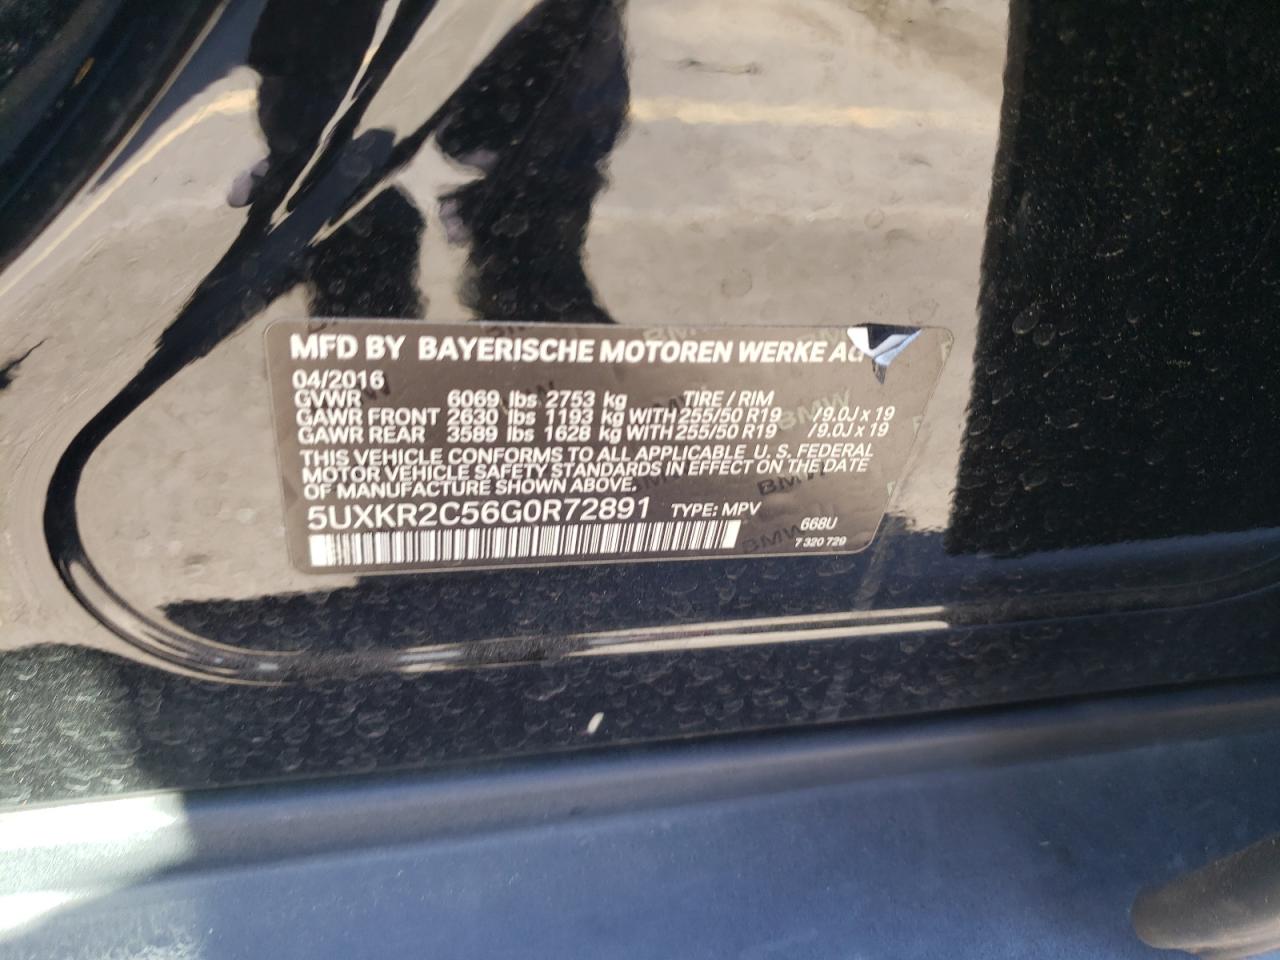 MFD BY BAYERISCHE MOTOREN WERKE AG
04/2016
GVWR 6069 lbs 2753 kg TIRE / RIM
GAWR FRONT 2630 lbs 1193 kg WITH 255/50 R19 /9.0J x 19
GAWR REAR 3589 lbs 1628 kg WITH 255/50 R19 /9.0J x 19
THIS VEHICLE CONFORMS TO ALL APPLICABLE U.S. FEDERAL
MOTOR VEHICLE SAFETY STANDARDS IN EFFECT ON THE DATE
OF MANUFACTURE SHOWN ABOVE.
5UXKR2C56G0R72891 TYPE: MPV
668U
7 320 729